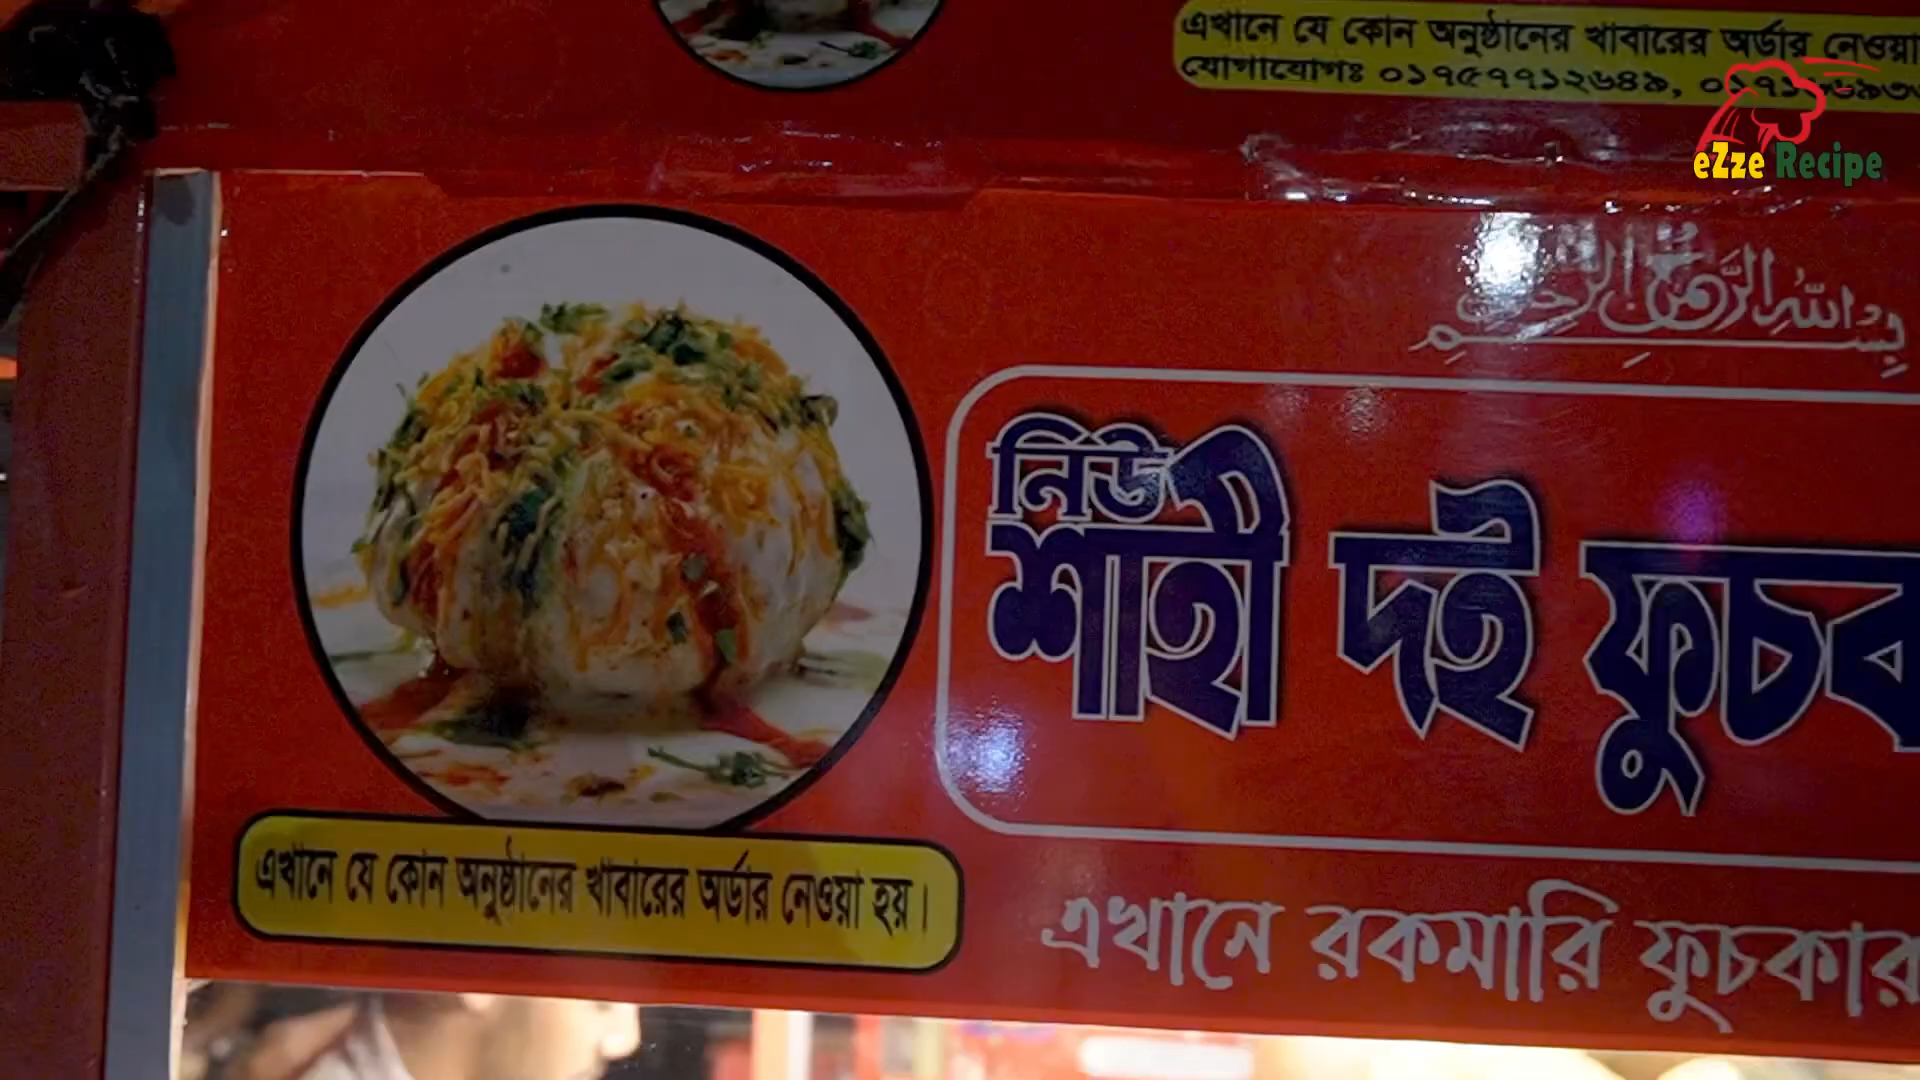 এখানে যে কোন অনুষ্ঠানের খাবারের অর্ডার নেওয়া
যোগাযোগঃ ০১৭৫৭৭১২৬৪৯,
eZze Recipe
بسم الله الرحمن الرحيم
নিউ
শাহী দই ফুচক
এখানে যে কোন অনুষ্ঠানের খাবারের অর্ডার নেওয়া হয়।
এখানে রকমারি ফুচকার